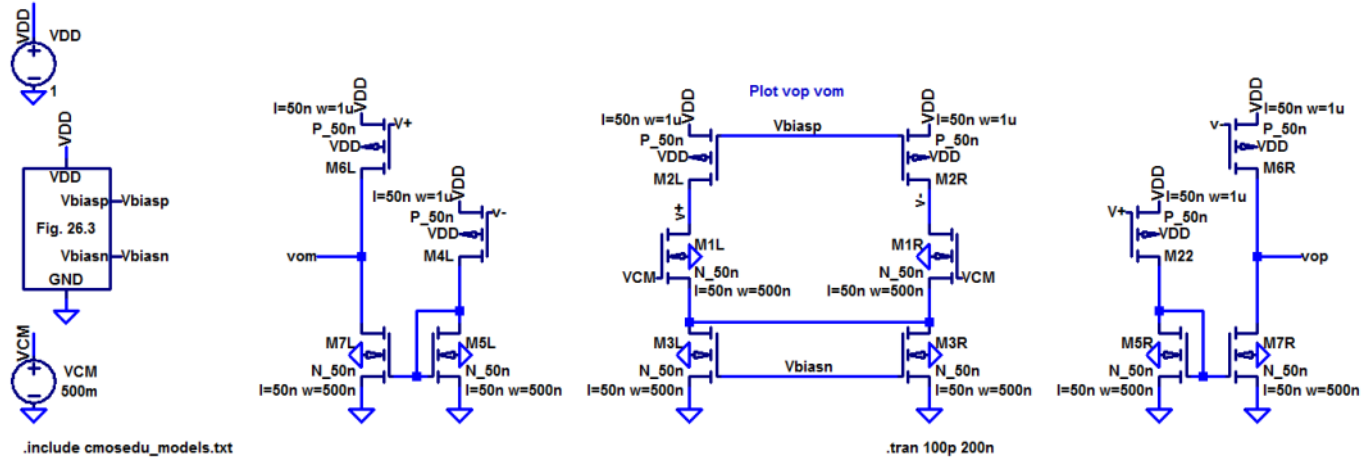 VDD
VDD
1
VDD
VDD
Vbiasp
Vbiasp
Fig. 26.3
Vbiasn
Vbiasn
GND
VCM
VCM
500m
.include cmosedu_models.txt
VDD
l=50n w=1u
V+
P_50n
VDD
M6L
VDD
l=50n w=1u
v-
P_50n
VDD
M4L
vom
M7L
N_50n
l=50n w=500n
M5L
N_50n
l=50n w=500n
Plot vop vom
VDD
l=50n w=1u
P_50n
VDD
M2L
Vbiasp
VDD
l=50n w=1u
P_50n
VDD
M2R
v+
v-
M1L
VCM
N_50n
l=50n w=500n
M1R
N_50n
VCM
l=50n w=500n
M3L
N_50n
l=50n w=500n
Vbiasn
M3R
N_50n
l=50n w=500n
.tran 100p 200n
VDD
l=50n w=1u
v-
P_50n
VDD
M6R
VDD
l=50n w=1u
V+
P_50n
VDD
M22
vop
M5R
N_50n
l=50n w=500n
M7R
N_50n
l=50n w=500n